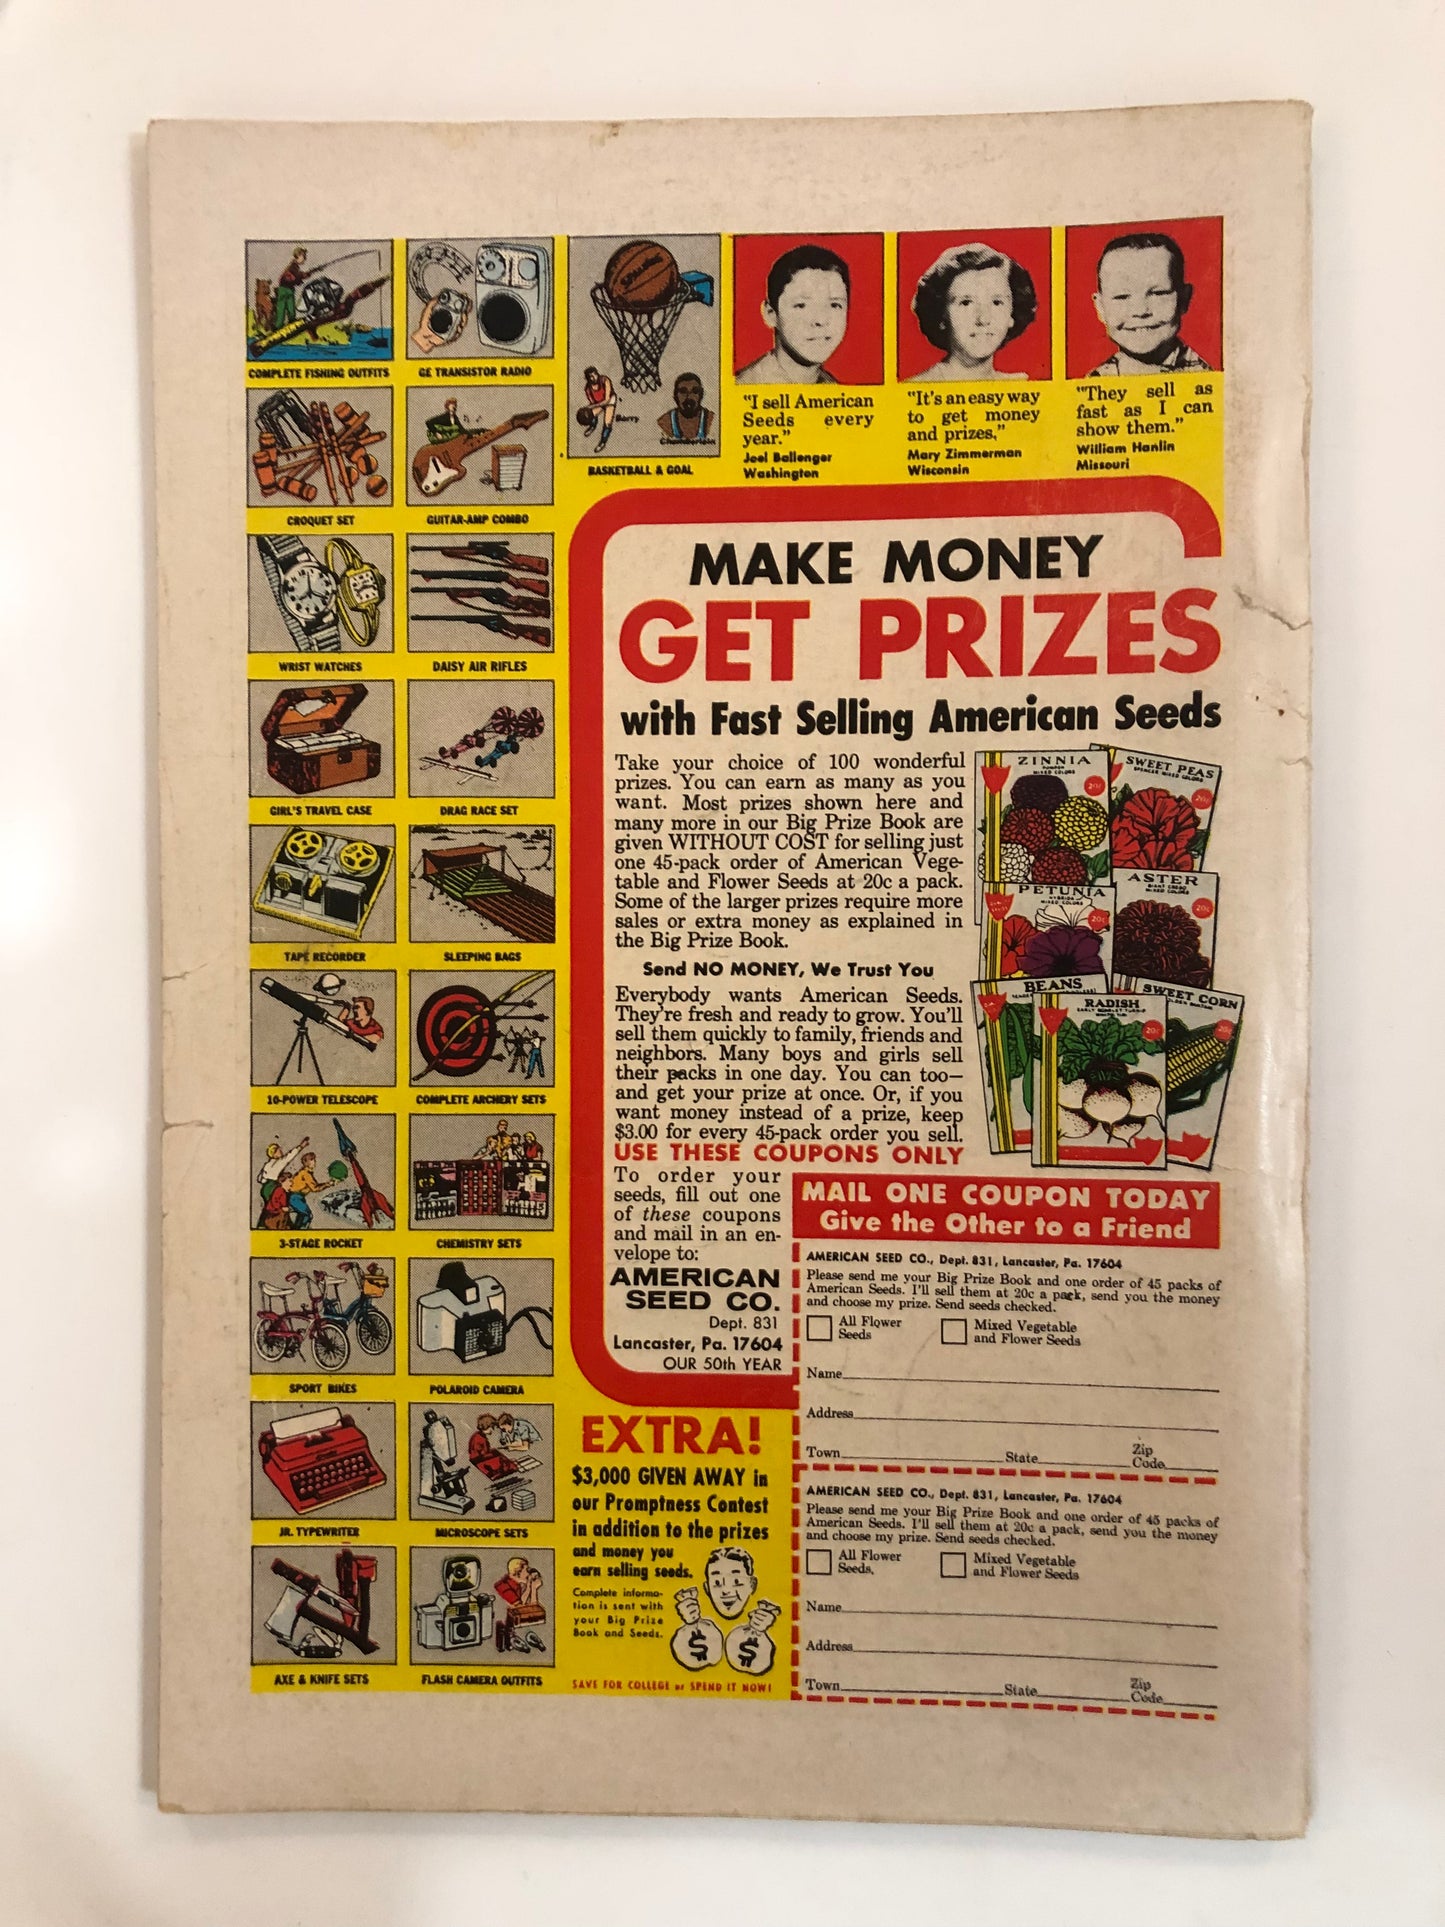 COMPLETE FISHING OUTFITS
GE TRANSISTOR RADIO
SPALDING
Barry
Chamberlain
BASKETBALL & GOAL
CROQUET SET
GUITAR-AMP COMBO
WRIST WATCHES
DAISY AIR RIFLES
GIRL'S TRAVEL CASE
DRAG RACE SET
TAPE RECORDER
SLEEPING BAGS
10-POWER TELESCOPE
COMPLETE ARCHERY SETS
3-STAGE ROCKET
CHEMISTRY SETS
SPORT BIKES
POLAROID CAMERA
JR. TYPEWRITER
MICROSCOPE SETS
AXE & KNIFE SETS
FLASH CAMERA OUTFITS
"I sell American
Seeds every
year."
Joel Ballenger
Washington
"It's an easy way
to get money
and prizes."
Mary Zimmerman
Wisconsin
"They sell as
fast as I can
show them."
William Hanlin
Missouri
MAKE MONEY
GET PRIZES
with Fast Selling American Seeds
Take your choice of 100 wonderful
prizes. You can earn as many as you
want. Most prizes shown here and
many more in our Big Prize Book are
given WITHOUT COST for selling just
one 45-pack order of American Vege-
table and Flower Seeds at 20c a pack.
Some of the larger prizes require more
sales or extra money as explained in
the Big Prize Book.
Send NO MONEY, We Trust You
Everybody wants American Seeds.
They're fresh and ready to grow. You'll
sell them quickly to family, friends and
neighbors. Many boys and girls sell
their packs in one day. You can too—
and get your prize at once. Or, if you
want money instead of a prize, keep
$3.00 for every 45-pack order you sell.
USE THESE COUPONS ONLY
To order your
seeds, fill out one
of these coupons
and mail in an en-
velope to:
AMERICAN
SEED CO.
Dept. 831
Lancaster, Pa. 17604
OUR 50th YEAR
ZINNIA
MIXED COLORS
20c
SWEET PEAS
SPENCER MIXED COLORS
20c
PETUNIA
MIXED COLORS
20c
ASTER
MIXED COLORS
20c
BEANS
RADISH
20c
SWEET CORN
20c
MAIL ONE COUPON TODAY
Give the Other to a Friend
AMERICAN SEED CO., Dept. 831, Lancaster, Pa. 17604
Please send me your Big Prize Book and one order of 45 packs of
American Seeds. I'll sell them at 20c a pack, send you the money
and choose my prize. Send seeds checked.
All Flower
Seeds
Mixed Vegetable
and Flower Seeds
Name
Address
Town State Zip Code
AMERICAN SEED CO., Dept. 831, Lancaster, Pa. 17604
Please send me your Big Prize Book and one order of 45 packs of
American Seeds. I'll sell them at 20c a pack, send you the money
and choose my prize. Send seeds checked.
All Flower
Seeds,
Mixed Vegetable
and Flower Seeds
Name
Address
Town State Zip Code
EXTRA!
$3,000 GIVEN AWAY in
our Promptness Contest
in addition to the prizes
and money you
earn selling seeds.
Complete informa-
tion is sent with
your Big Prize
Book and Seeds.
$ $
SAVE FOR COLLEGE or SPEND IT NOW!